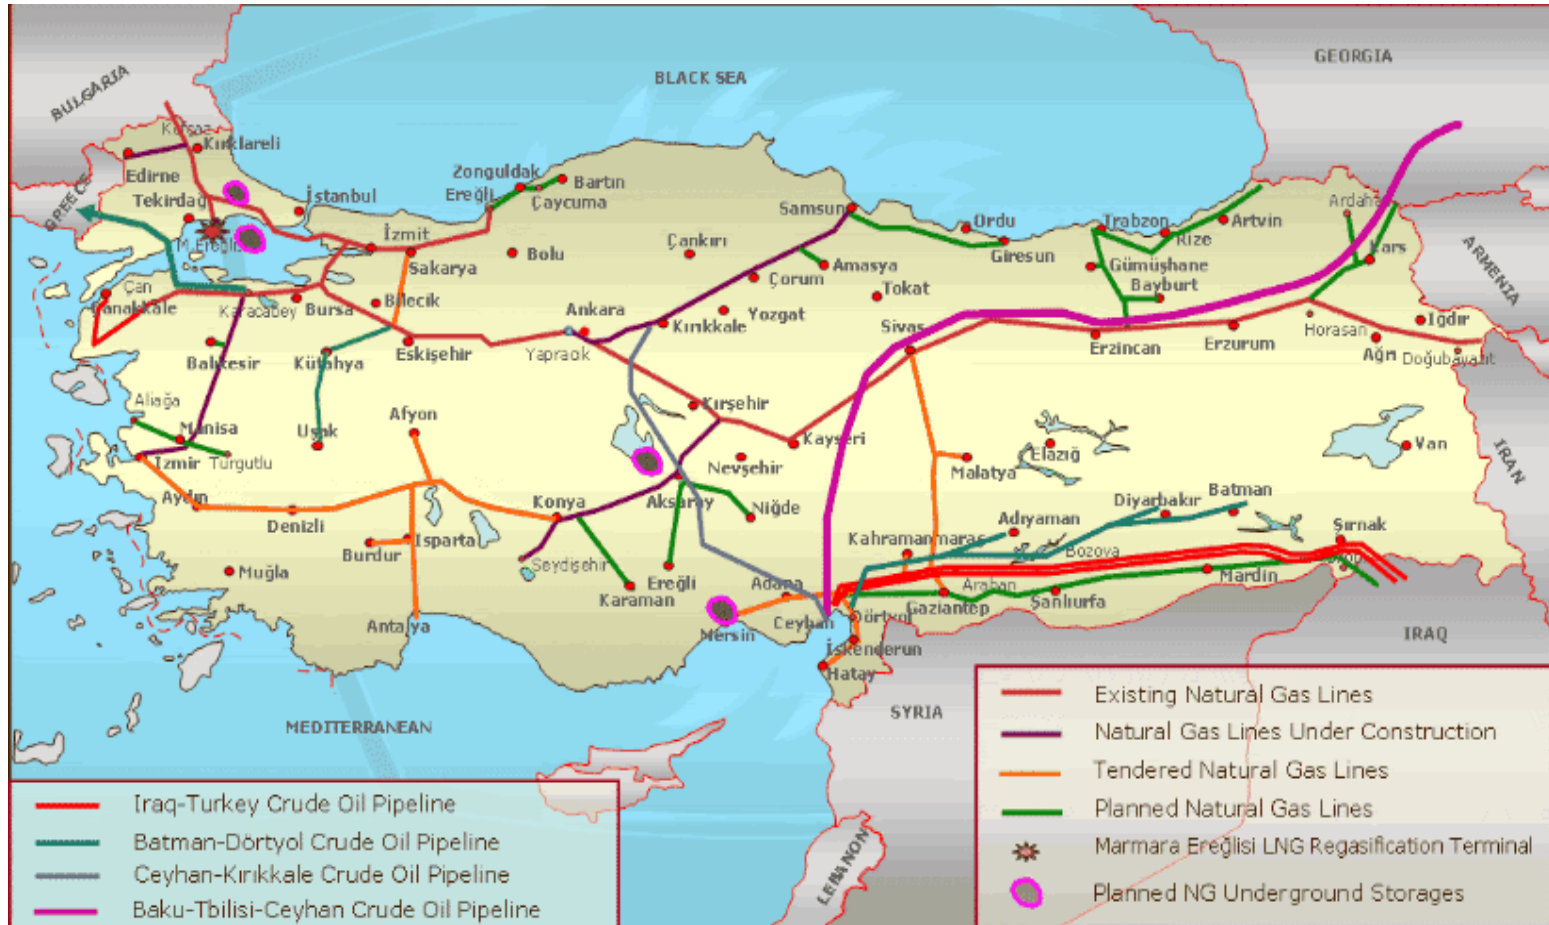 GEORGIA
BLACK SEA
BULGARIA
Kırklareli
Edirne
GREECE
Tekirdağ
İstanbul
M.Ereğlisi
Zonguldak
Ereğli
Bartın
Çaycuma
Samsun
Ordu
Giresun
Trabzon
Rize
Artvin
Ardahan
Kars
ARMENIA
İzmit
Sakarya
Bolu
Çankırı
Amasya
Çorum
Tokat
Gümüşhane
Bayburt
Çan
Çanakkale
Karacabey
Bursa
Bilecik
Ankara
Kırıkkale
Yozgat
Sivas
Erzincan
Erzurum
Horasan
Iğdır
Ağrı
Doğubayazıt
Balıkesir
Kütahya
Eskişehir
Yapracık
Aliağa
Manisa
Turgutlu
Uşak
Afyon
Kırşehir
Kayseri
Nevşehir
Malatya
Elazığ
Van
IRAN
İzmir
Aydın
Denizli
Konya
Aksaray
Niğde
Diyarbakır
Batman
Adıyaman
Şırnak
Burdur
Isparta
Seydişehir
Kahramanmaraş
Bozova
Muğla
Karaman
Ereğli
Adana
Araban
Gaziantep
Şanlıurfa
Mardin
Antalya
Mersin
Ceyhan
Dörtyol
İskenderun
Hatay
IRAQ
SYRIA
MEDITERRANEAN
LEBANON
Iraq-Turkey Crude Oil Pipeline
Batman-Dörtyol Crude Oil Pipeline
Ceyhan-Kırıkkale Crude Oil Pipeline
Baku-Tbilisi-Ceyhan Crude Oil Pipeline
Existing Natural Gas Lines
Natural Gas Lines Under Construction
Tendered Natural Gas Lines
Planned Natural Gas Lines
Marmara Ereğlisi LNG Regasification Terminal
Planned NG Underground Storages